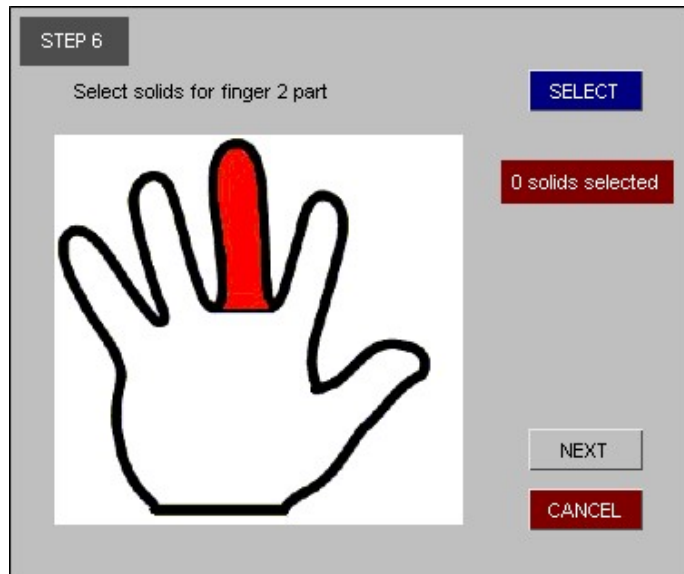 STEP 6
Select solids for finger 2 part
SELECT
0 solids selected
NEXT
CANCEL